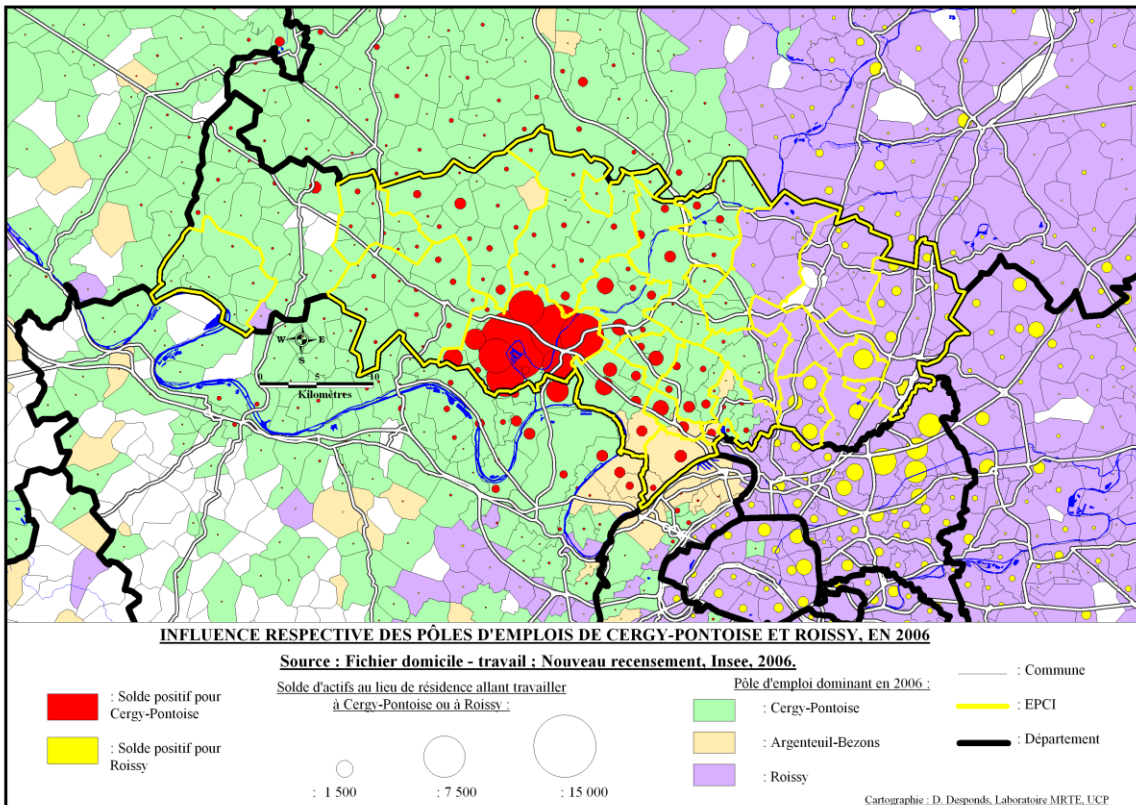 W E
S
0 5
Kilomètres
INFLUENCE RESPECTIVE DES PÔLES D'EMPLOIS DE CERGY-PONTOISE ET ROISSY, EN 2006
Source : Fichier domicile - travail ; Nouveau recensement, Insee, 2006.
: Solde positif pour
Cergy-Pontoise
: Solde positif pour
Roissy
Solde d'actifs au lieu de résidence allant travailler
à Cergy-Pontoise ou à Roissy :
: 1 500
: 7 500
: 15 000
Pôle d'emploi dominant en 2006 :
: Cergy-Pontoise
: Argenteuil-Bezons
: Roissy
: Commune
: EPCI
: Département
Cartographie : D. Desponds, Laboratoire MRTE, UCP